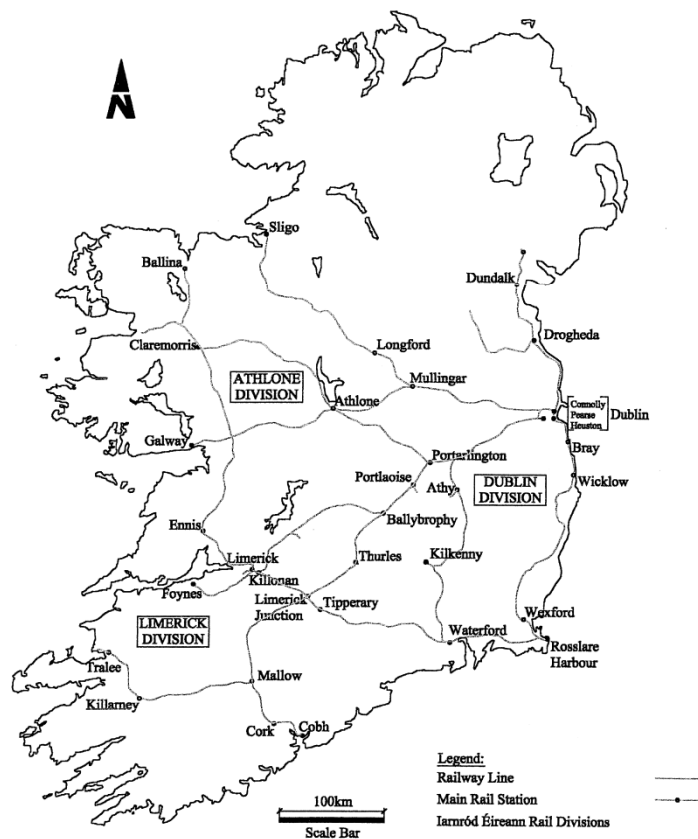 N
Sligo
Ballina
Dundalk
Drogheda
Claremorris
Longford
Mullingar
ATHLONE
DIVISION
Athlone
Connolly
Pearse
Houston
Dublin
Galway
Bray
Portarlington
Portlaoise
Athy
DUBLIN
DIVISION
Wicklow
Ballybrophy
Ennis
Limerick
Thurles
Kilkenny
Foynes
Killonan
Limerick
Junction
Tipperary
LIMERICK
DIVISION
Wexford
Waterford
Rosslare
Harbour
Tralee
Mallow
Killarney
Cork
Cobh
Legend:
Railway Line
100km
Main Rail Station
Scale Bar
Iarnród Éireann Rail Divisions